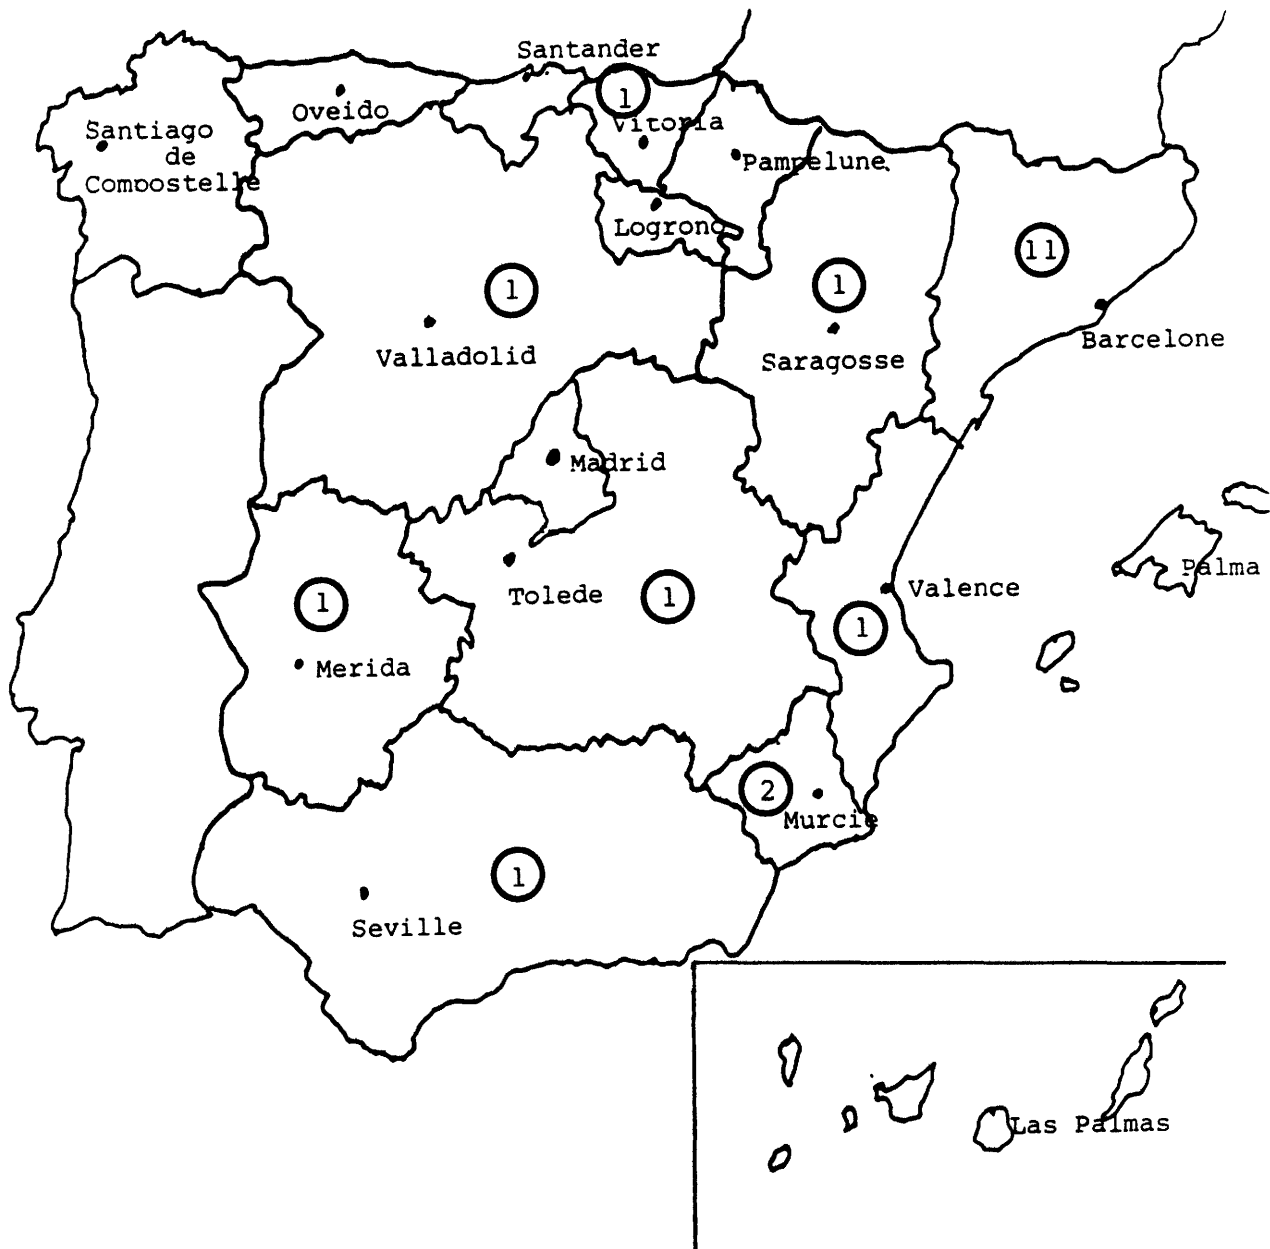 Santander
1
Oveido
Vitoria
Santiago
de
Compostelle
Pampelune
Logrono
11
1
1
Barcelone
Valladolid
Saragosse
Madrid
Palma
Tolede
1
1
Valence
1
Merida
2
Murcie
1
Seville
Las Palmas